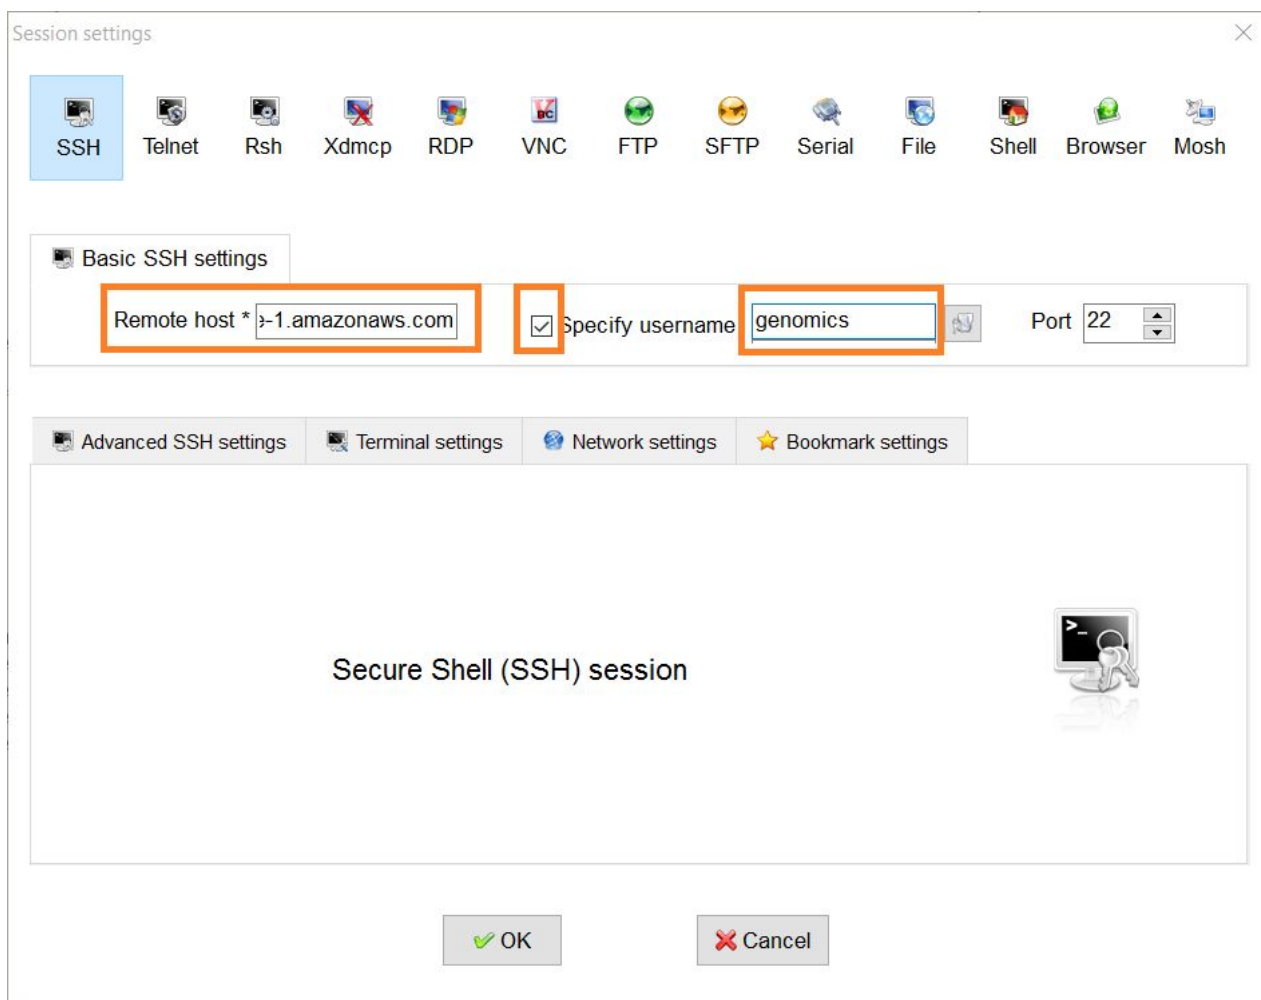 Session settings
SSH Telnet Rsh Xdmcp RDP VNC FTP SFTP Serial File Shell Browser Mosh
Basic SSH settings
Remote host * -1.amazonaws.com Specify username genomics Port 22
Advanced SSH settings Terminal settings Network settings Bookmark settings
Secure Shell (SSH) session
OK Cancel